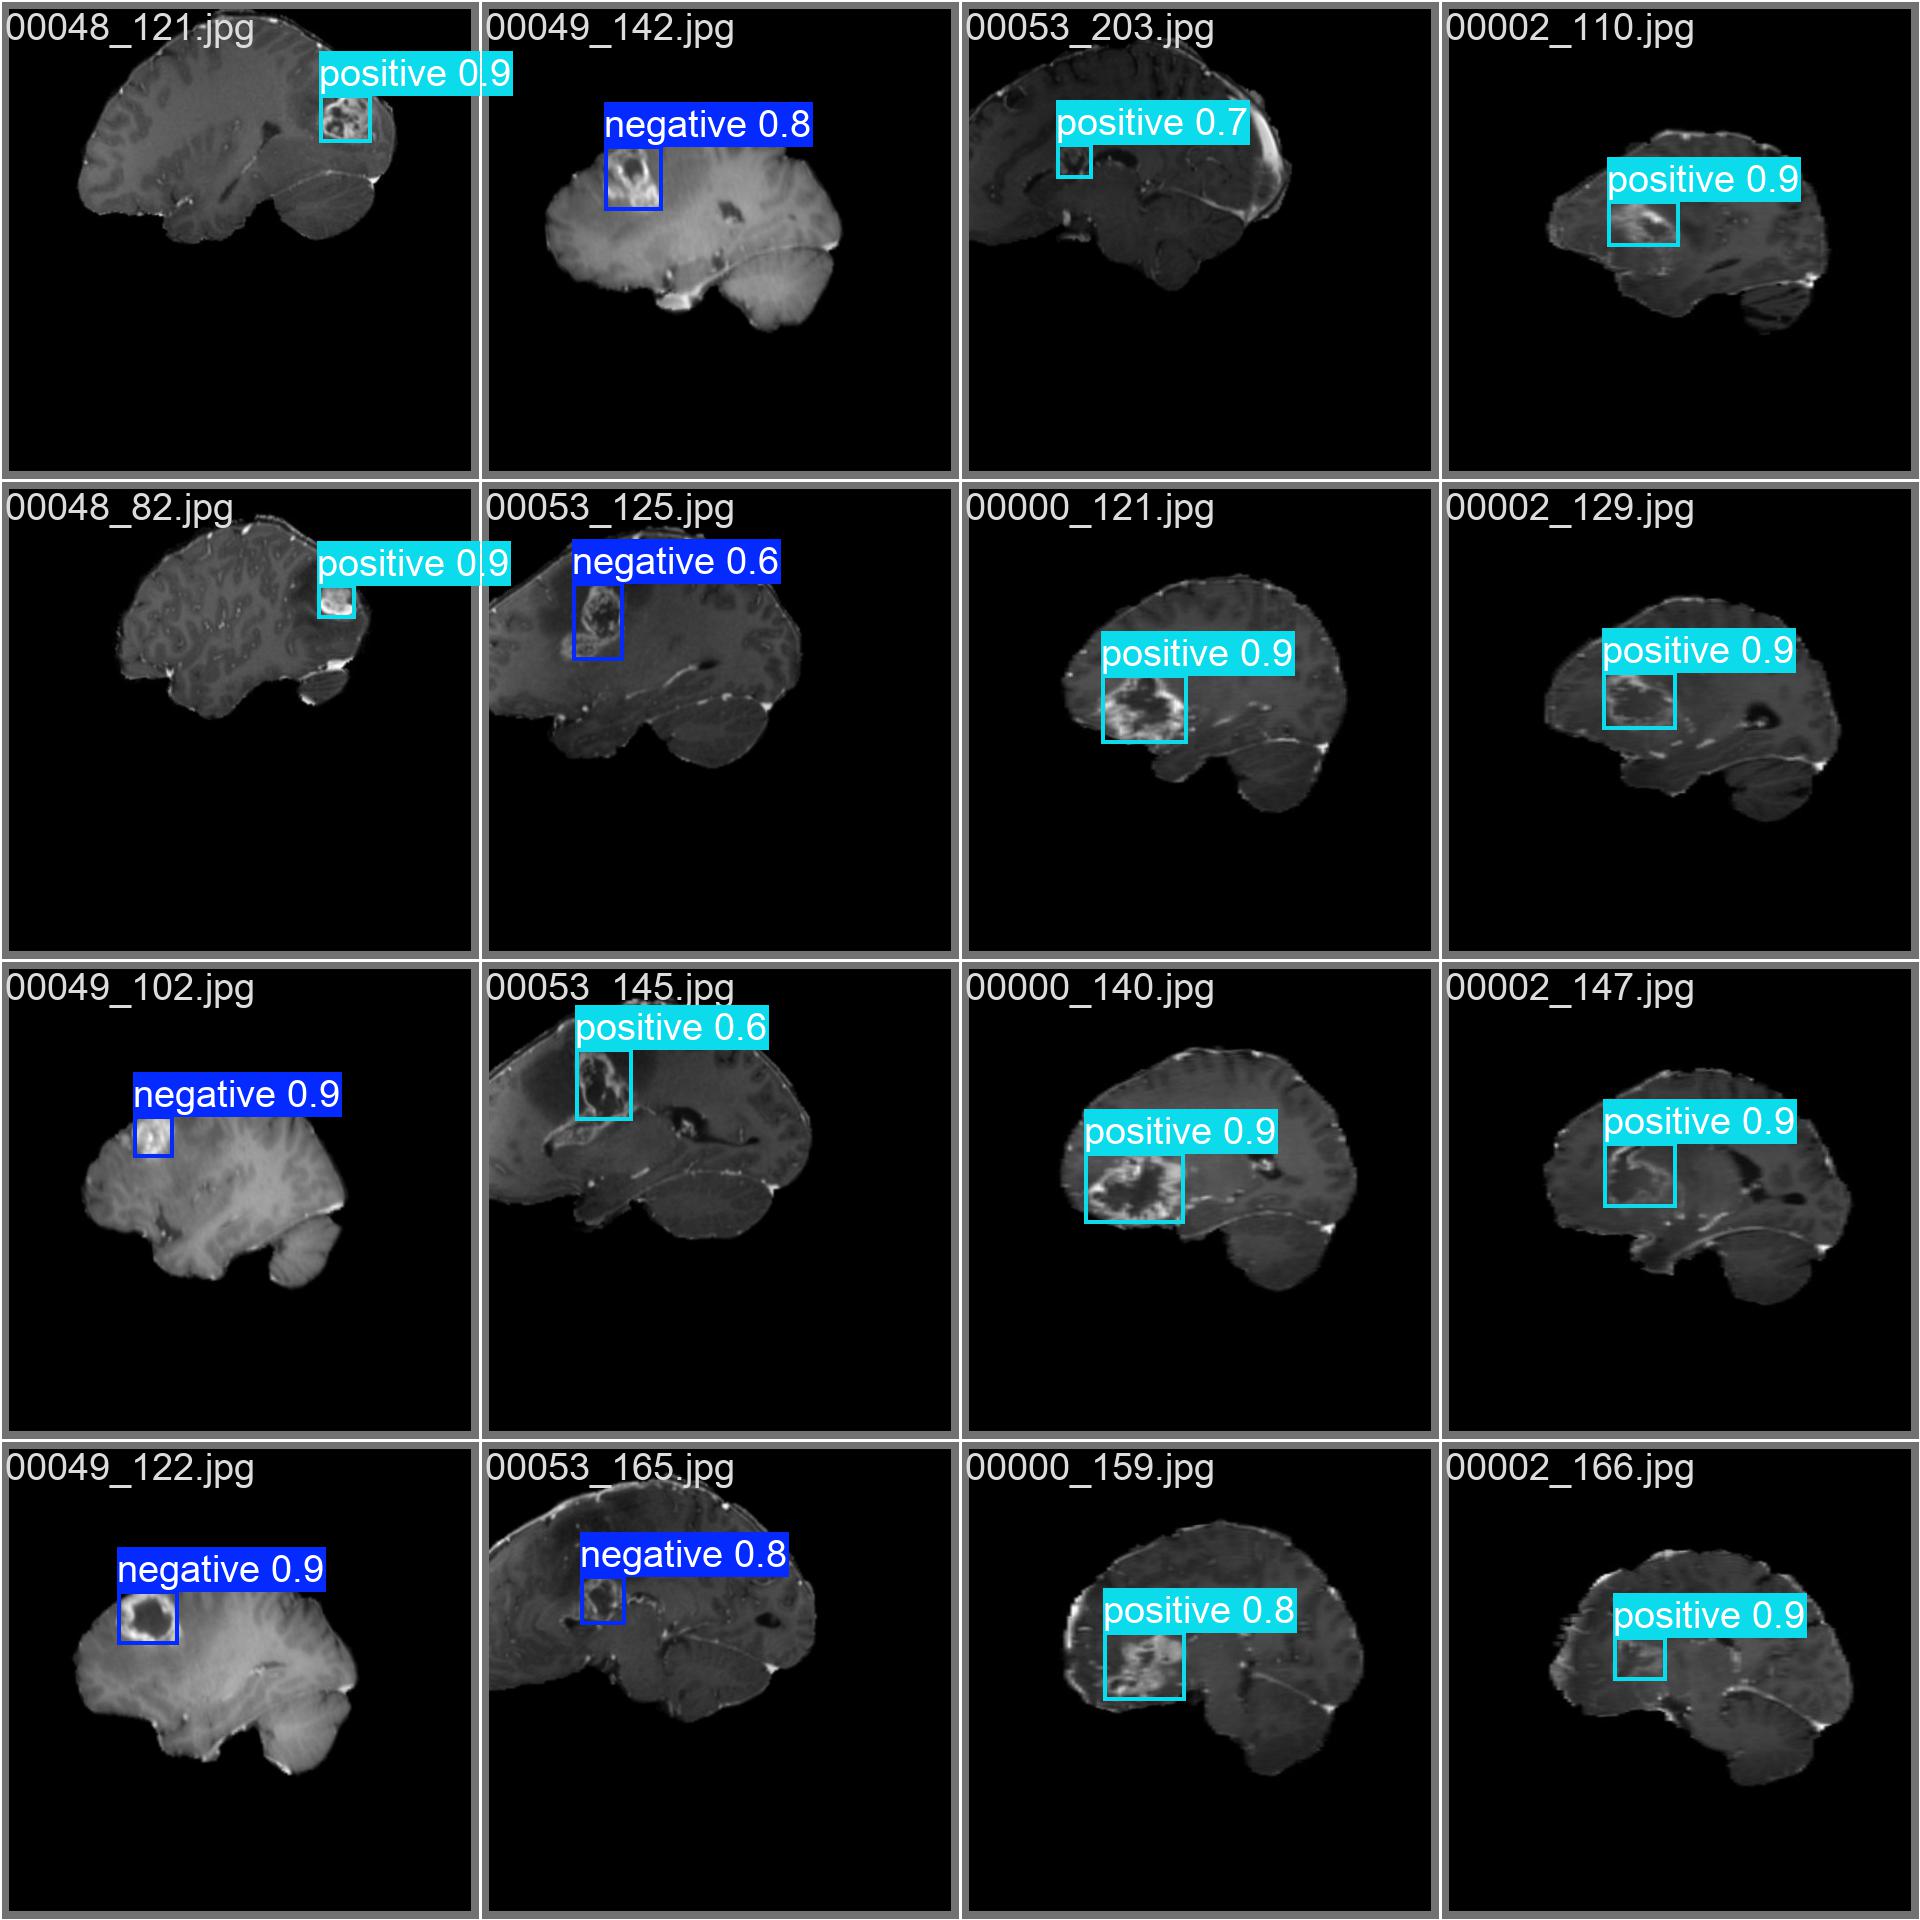 00048_121.jpg
positive 0.9
00049_142.jpg
negative 0.8
00053_203.jpg
positive 0.7
00002_110.jpg
positive 0.9
00048_82.jpg
positive 0.9
00053_125.jpg
negative 0.6
00000_121.jpg
positive 0.9
00002_129.jpg
positive 0.9
00049_102.jpg
negative 0.9
00053_145.jpg
positive 0.6
00000_140.jpg
positive 0.9
00002_147.jpg
positive 0.9
00049_122.jpg
negative 0.9
00053_165.jpg
negative 0.8
00000_159.jpg
positive 0.8
00002_166.jpg
positive 0.9